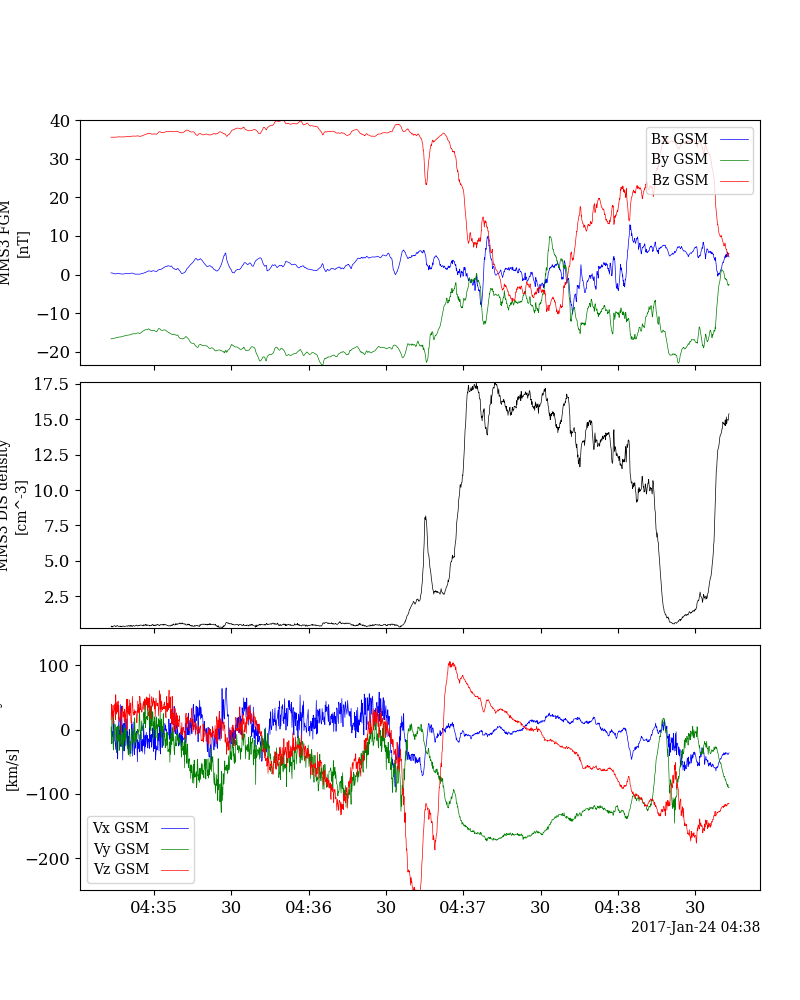 40
30
20
10
0
−10
−20
MMS3 FGM
[nT]
Bx GSM
By GSM
Bz GSM
17.5
15.0
12.5
10.0
7.5
5.0
2.5
MMS3 DIS density
[cm^-3]
100
0
−100
−200
[km/s]
Vx GSM
Vy GSM
Vz GSM
04:35 30 04:36 30 04:37 30 04:38 30
2017-Jan-24 04:38